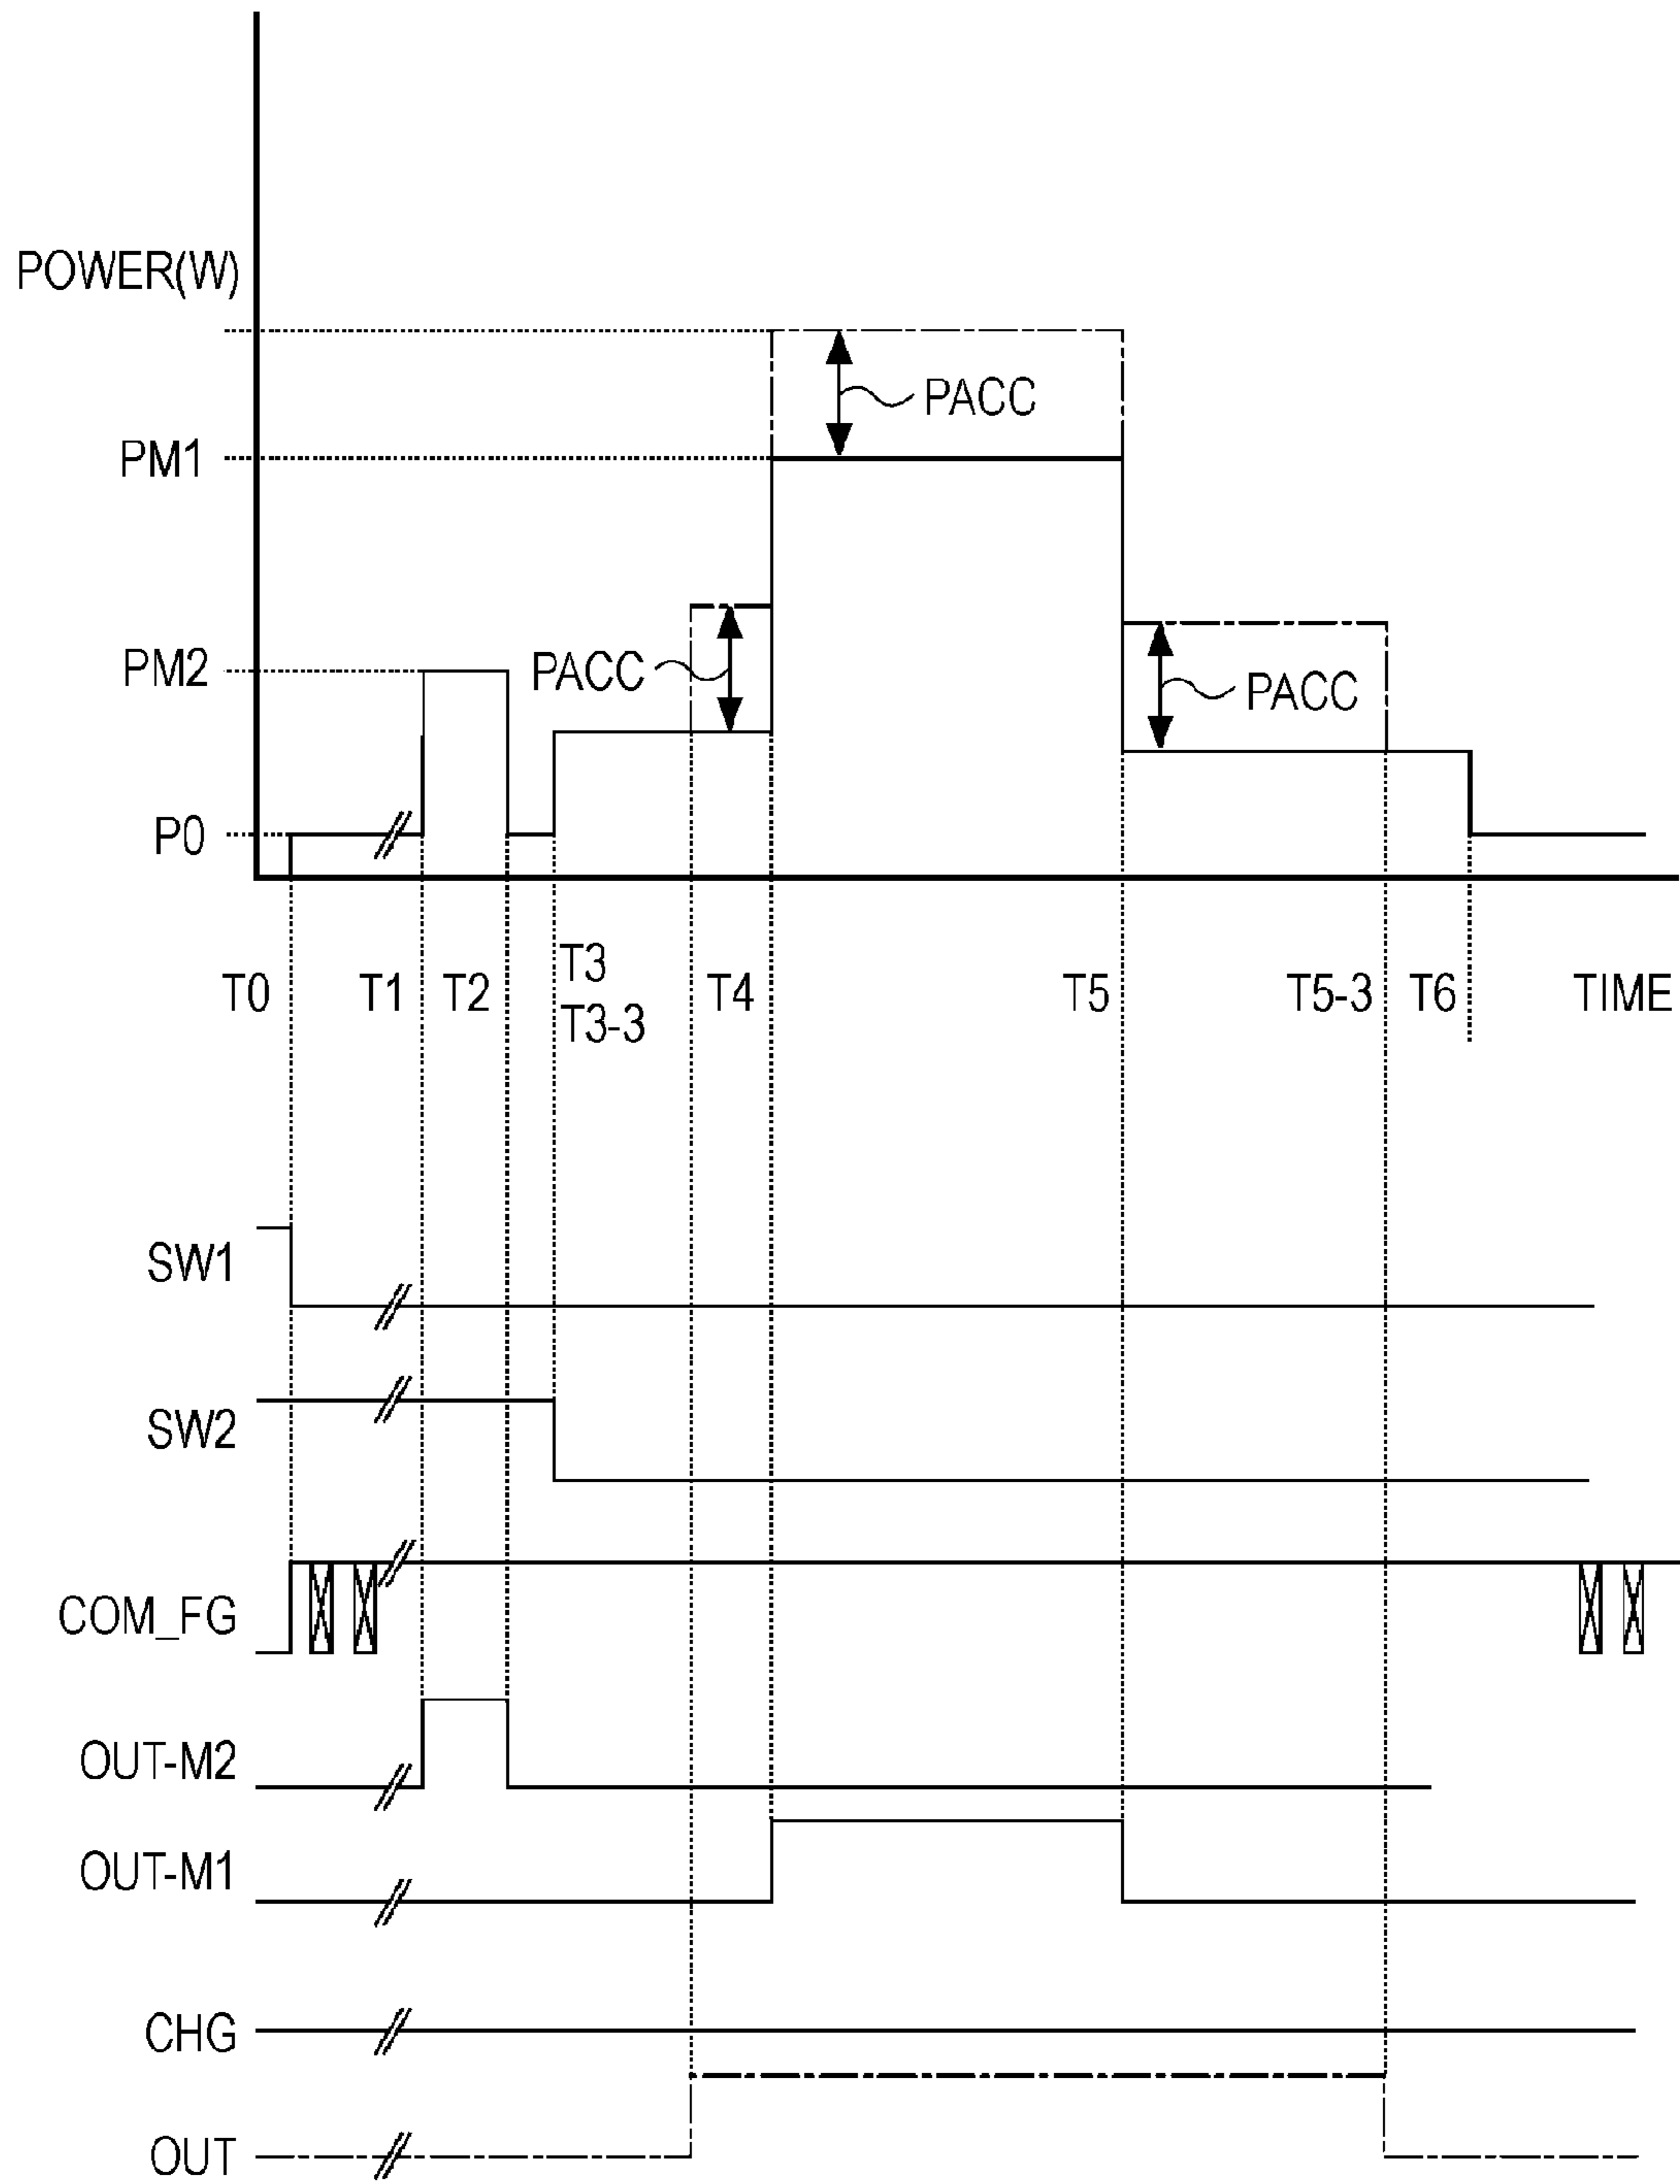 POWER(W)
PACC
PM1
PM2
PACC
PACC
P0
T0
T1
T2
T3
T3-3
T4
T5
T5-3
T6
TIME
SW1
SW2
COM_FG
OUT-M2
OUT-M1
CHG
OUT